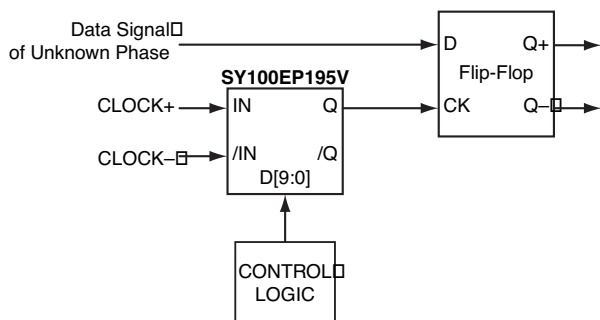 Data Signal
of Unknown Phase
D
Q+
Flip-Flop
CK
Q–
SY100EP195V
CLOCK+
IN
Q
CLOCK–
/IN
/Q
D[9:0]
CONTROL
LOGIC